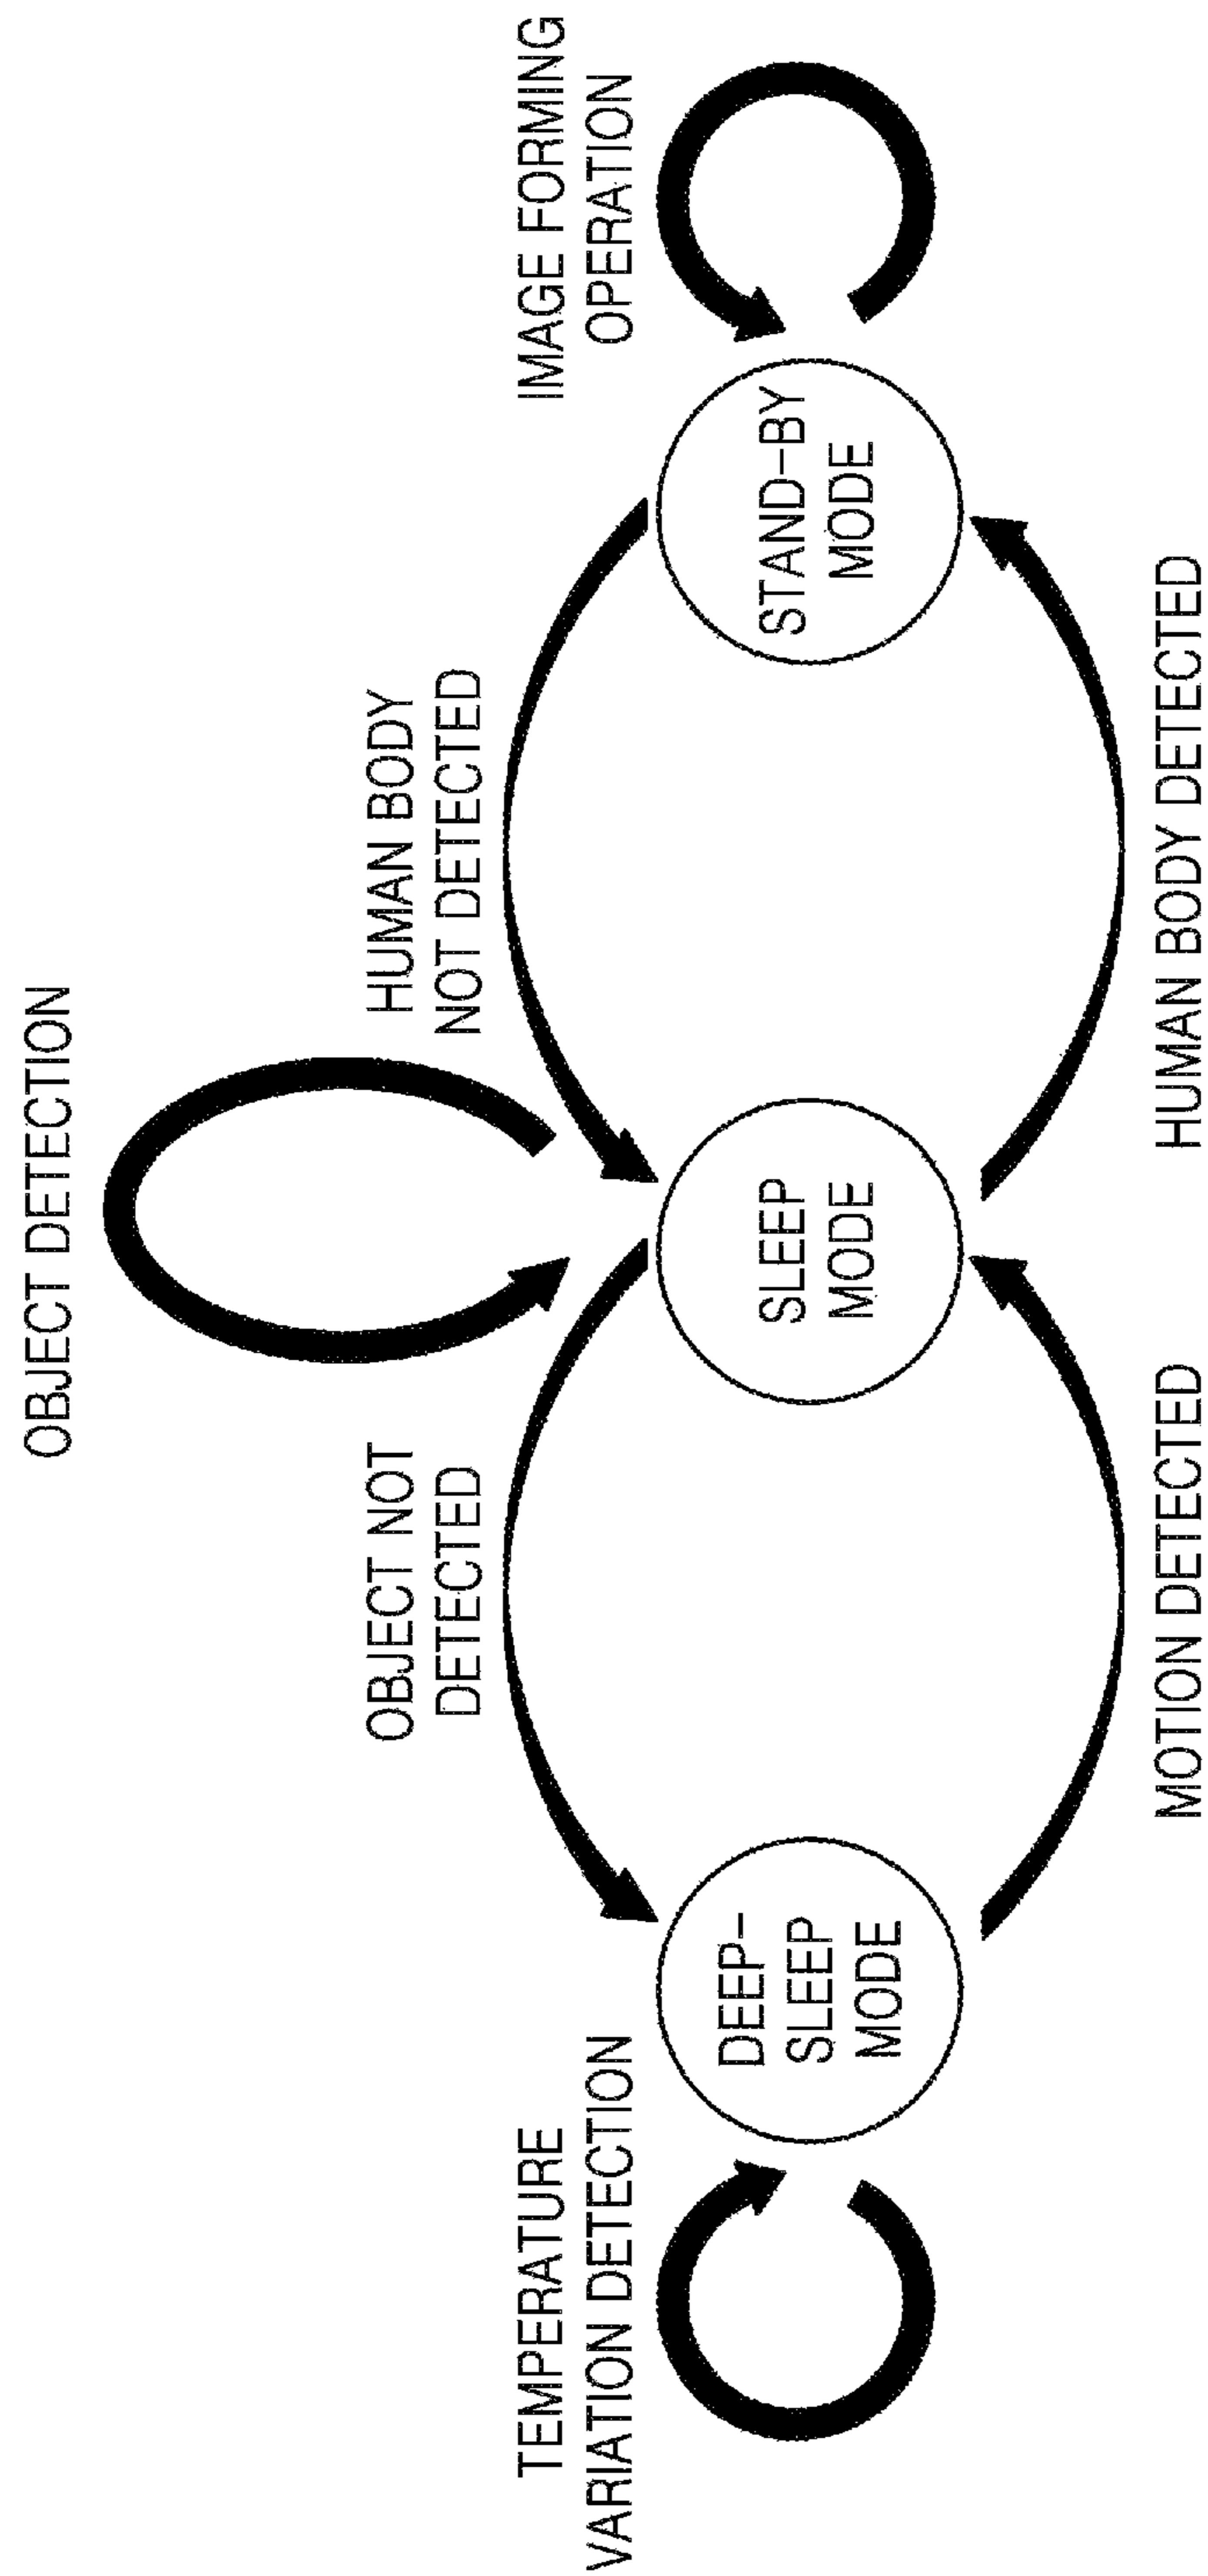 OBJECT DETECTION
OBJECT NOT
DETECTED
HUMAN BODY
NOT DETECTED
TEMPERATURE
VARIATION DETECTION
IMAGE FORMING
OPERATION
DEEP-
SLEEP
MODE
SLEEP
MODE
STAND-BY
MODE
MOTION DETECTED
HUMAN BODY DETECTED